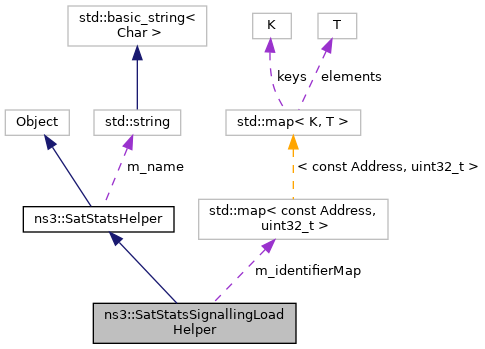 std::basic_string<
Char >
K
T
keys
elements
Object
std::string
std::map< K, T >
m_name
< const Address, uint32_t >
ns3::SatStatsHelper
std::map< const Address,
uint32_t >
m_identifierMap
ns3::SatStatsSignallingLoad
Helper